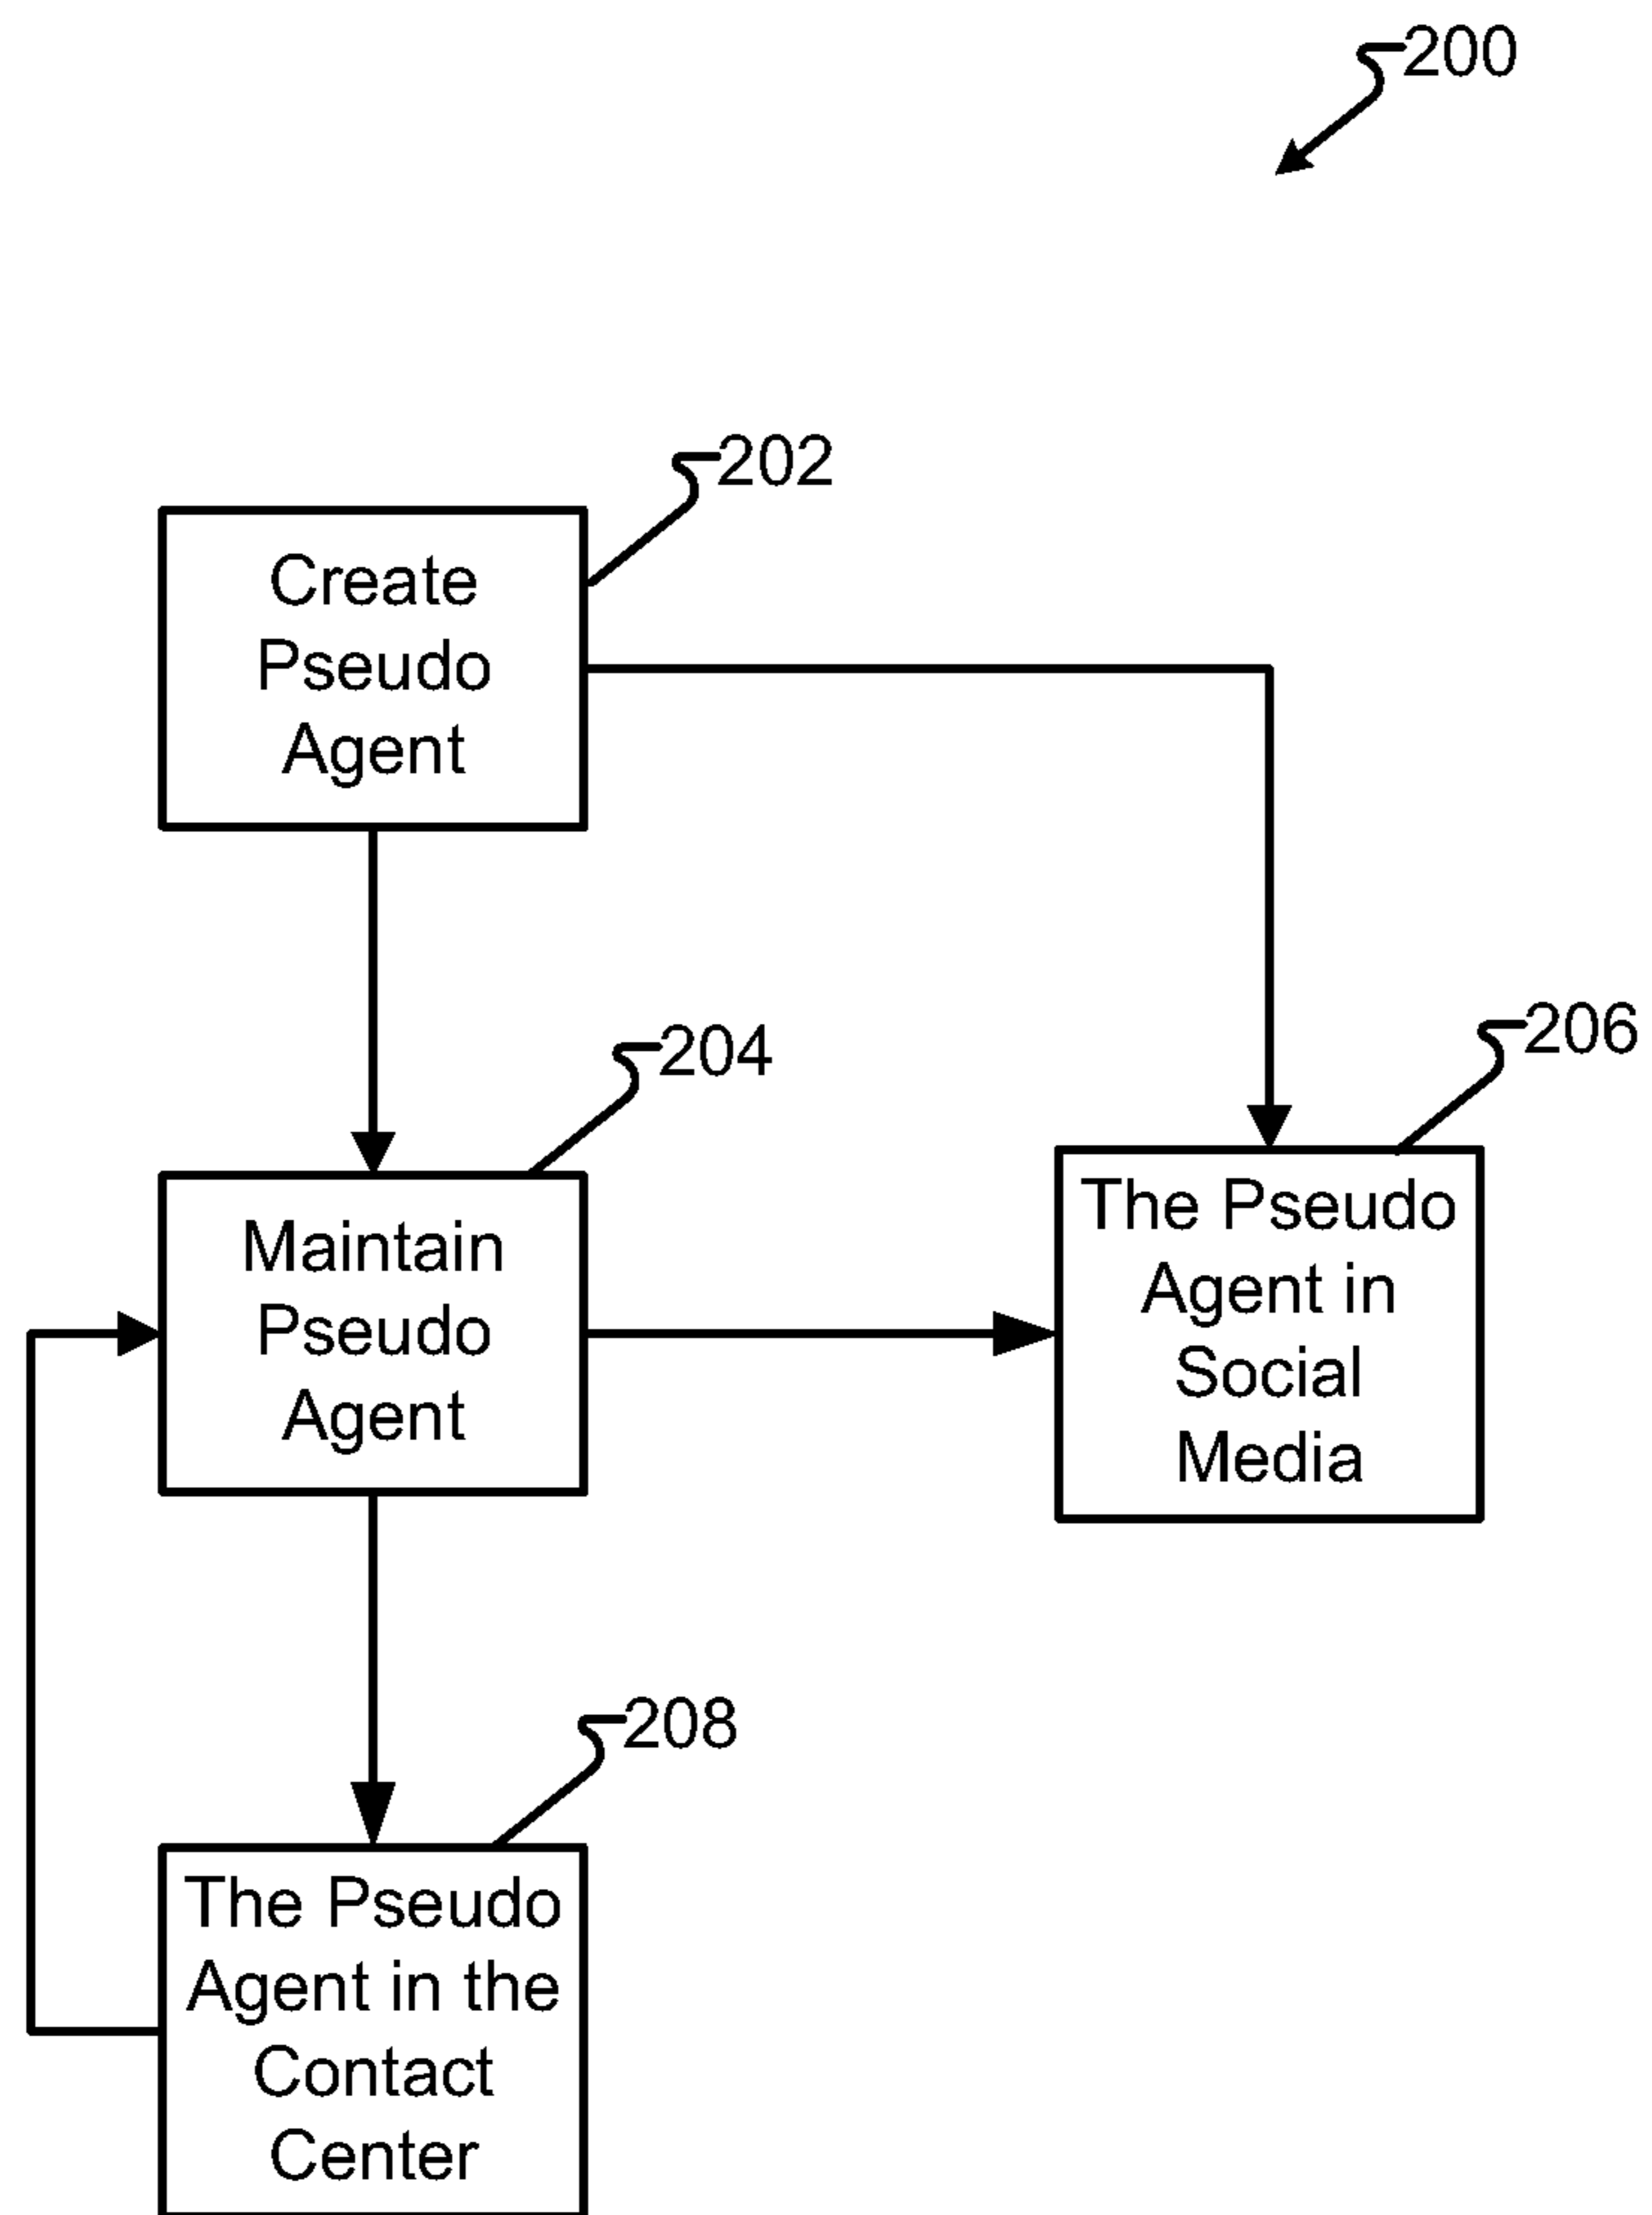 200
202
Create
Pseudo
Agent
204
206
Maintain
Pseudo
Agent
The Pseudo
Agent in
Social
Media
208
The Pseudo
Agent in the
Contact
Center